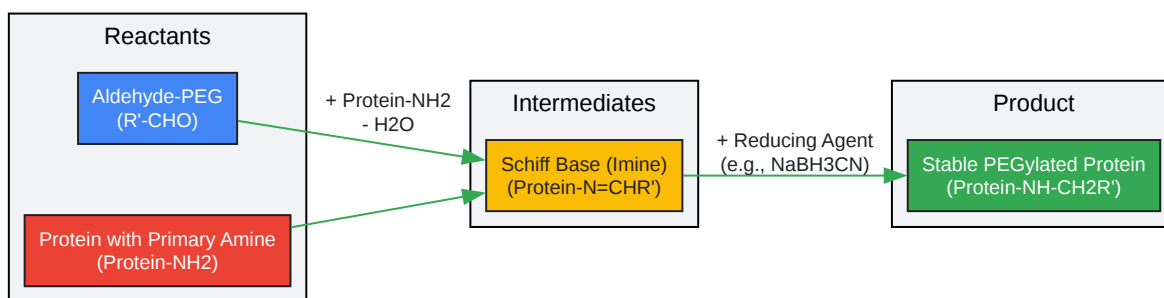 Reactants
Aldehyde-PEG
(R'-CHO)
Protein with Primary Amine
(Protein-NH2)
+ Protein-NH2
- H2O
Intermediates
Schiff Base (Imine)
(Protein-N=CHR')
+ Reducing Agent
(e.g., NaBH3CN)
Product
Stable PEGylated Protein
(Protein-NH-CH2R')